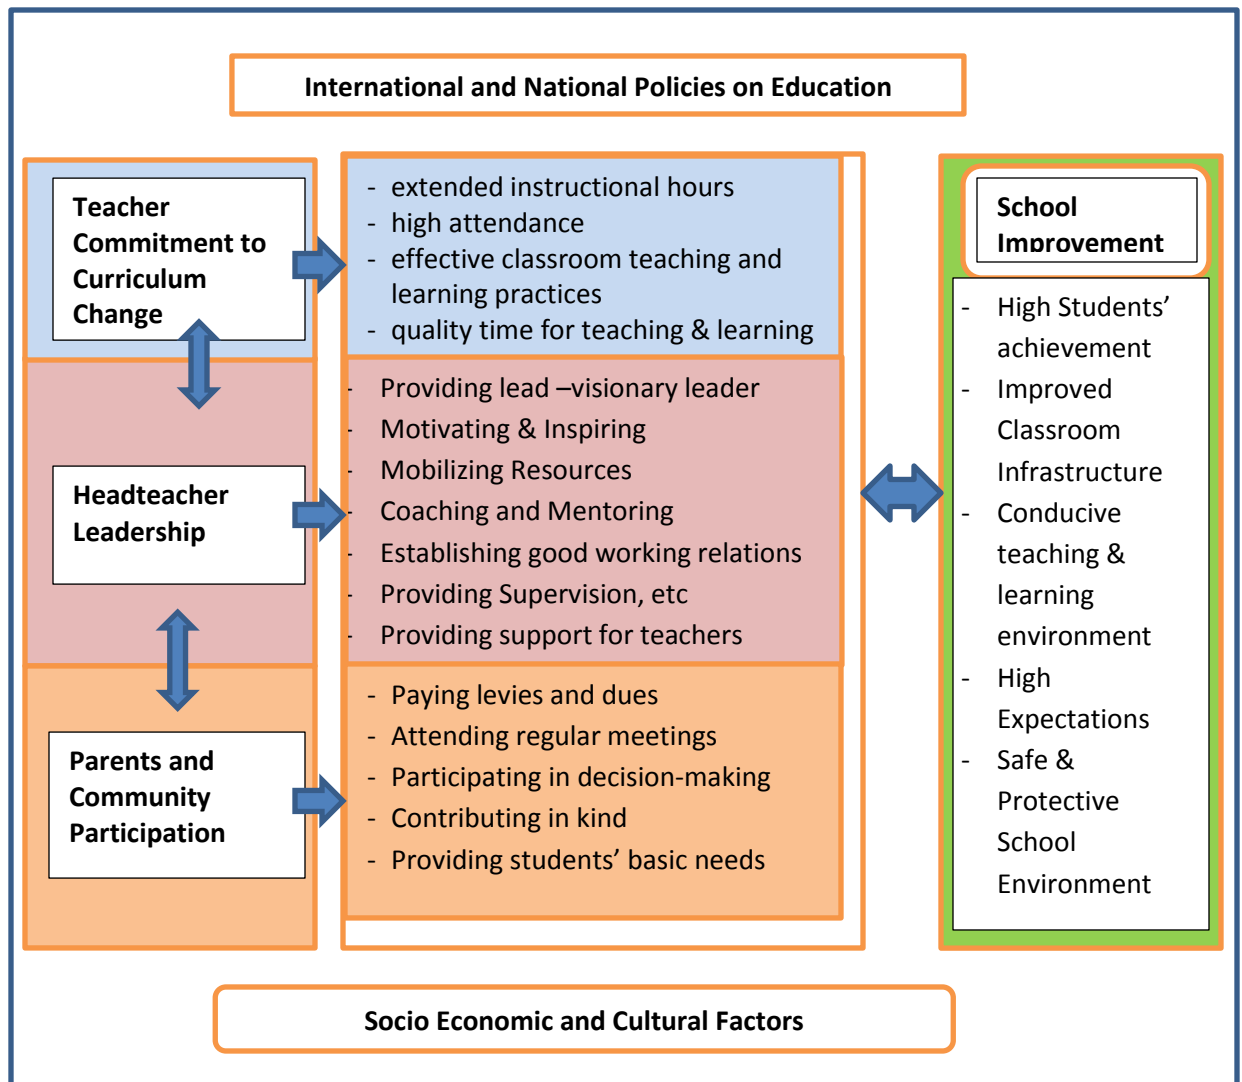 International and National Policies on Education
Teacher
Commitment to
Curriculum
Change
- extended instructional hours
- high attendance
- effective classroom teaching and
learning practices
- quality time for teaching & learning
Headteacher
Leadership
- Providing lead –visionary leader
- Motivating & Inspiring
- Mobilizing Resources
- Coaching and Mentoring
- Establishing good working relations
- Providing Supervision, etc
- Providing support for teachers
Parents and
Community
Participation
- Paying levies and dues
- Attending regular meetings
- Participating in decision-making
- Contributing in kind
- Providing students’ basic needs
School
Improvement
- High Students’
achievement
- Improved
Classroom
Infrastructure
- Conducive
teaching &
learning
environment
- High
Expectations
- Safe &
Protective
School
Environment
Socio Economic and Cultural Factors